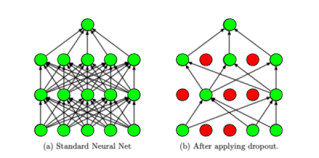 (a) Standard Neural Net
(b) After applying dropout.